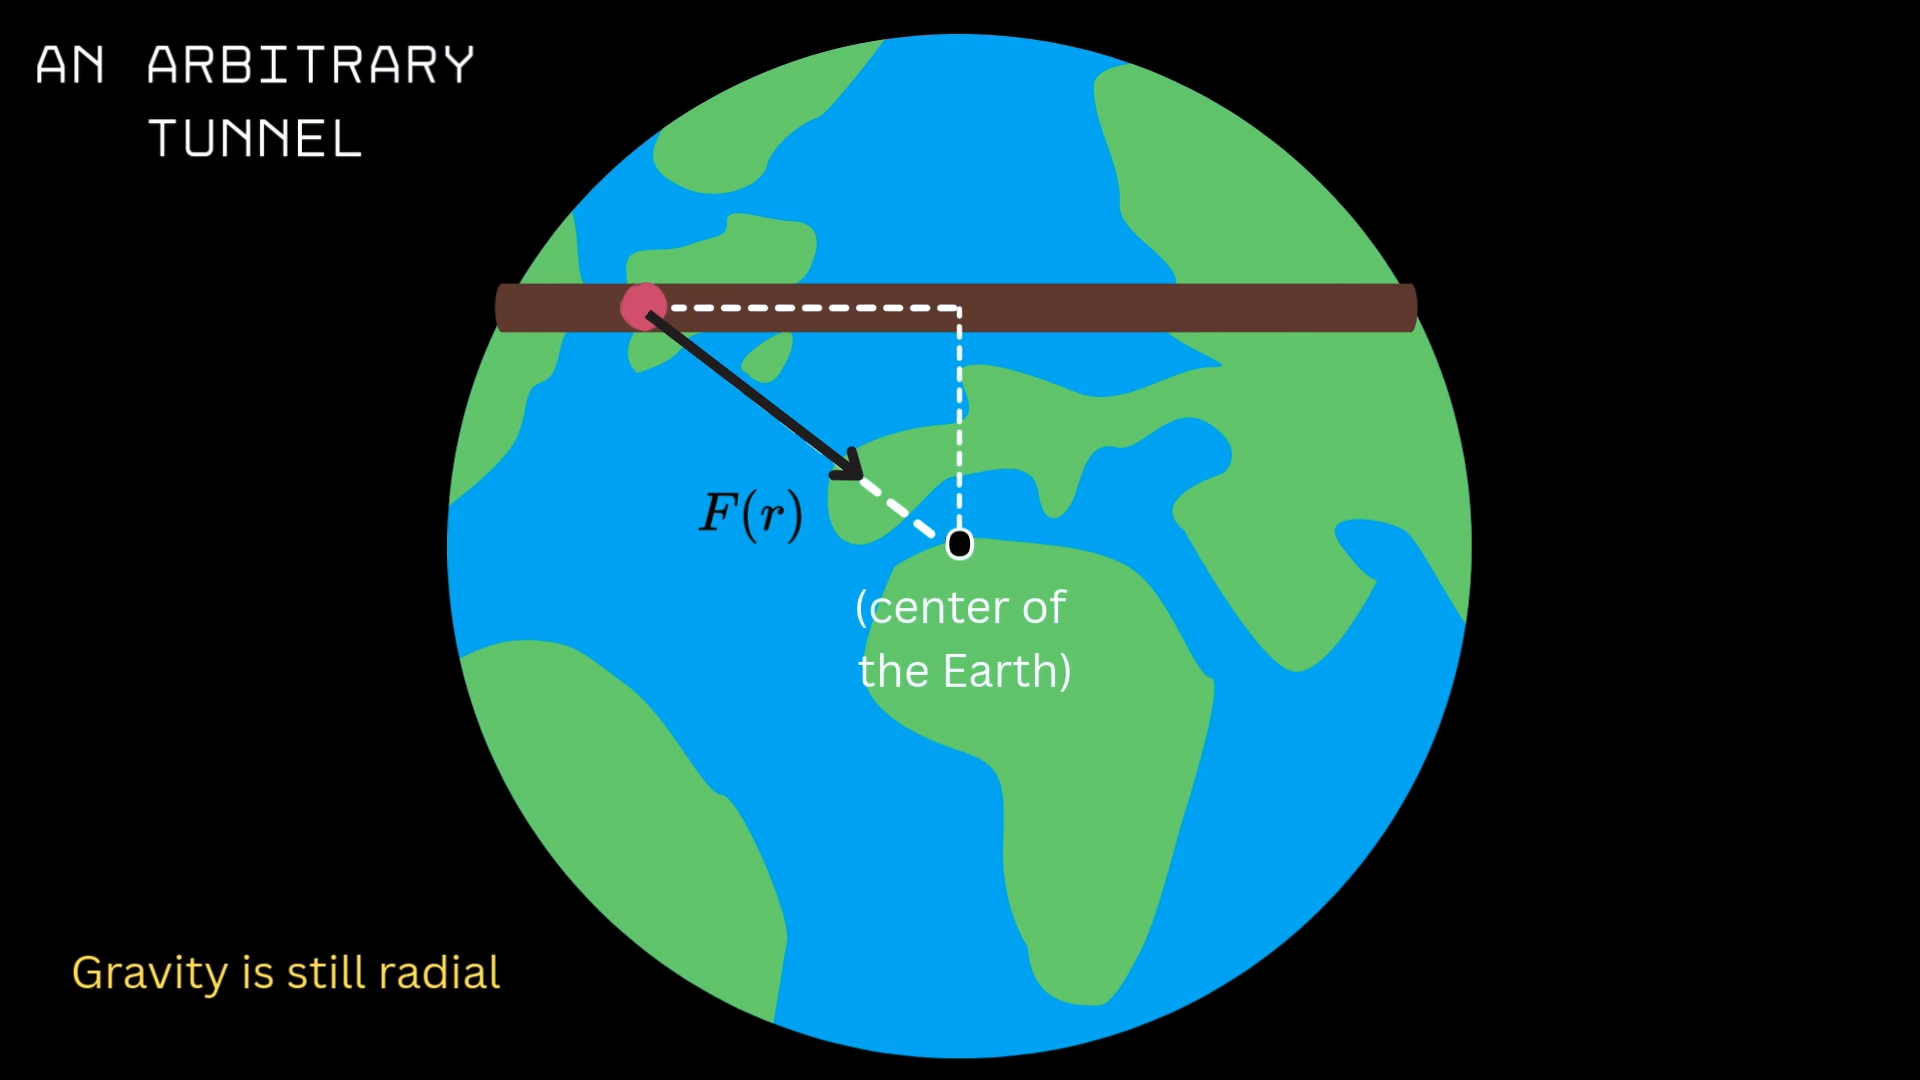 AN ARBITRARY
TUNNEL
F(r)
(center of
the Earth)
Gravity is still radial